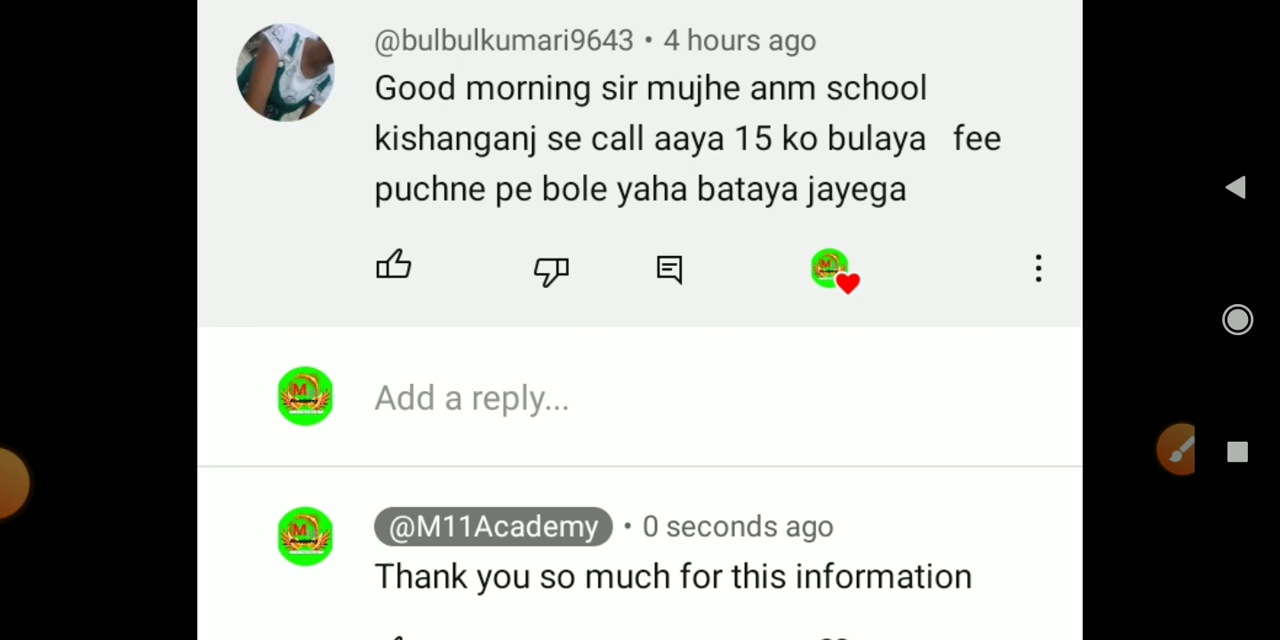 @bulbulkumari9643 • 4 hours ago
Good morning sir mujhe anm school
kishanganj se call aaya 15 ko bulaya fee
puchne pe bole yaha bataya jayega
Add a reply...
@M11Academy • 0 seconds ago
Thank you so much for this information